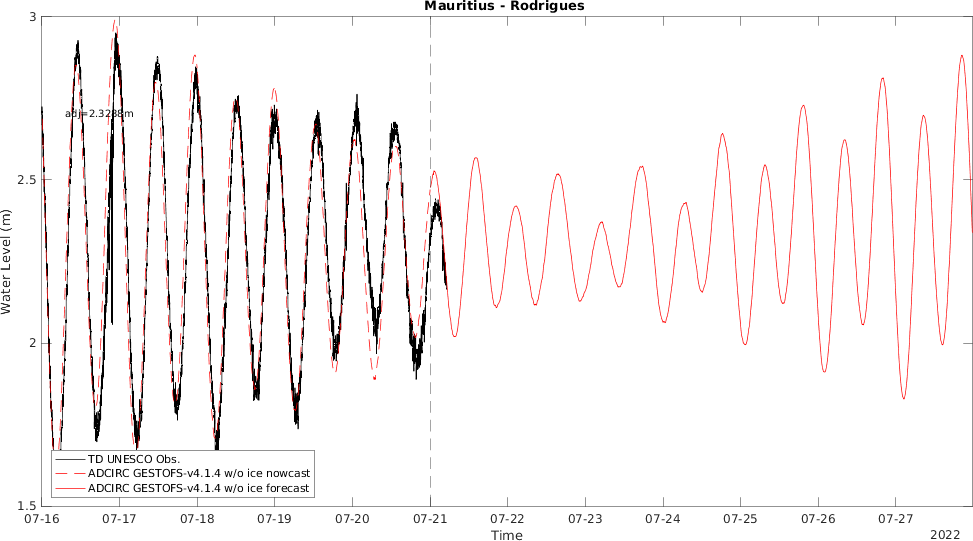 Mauritius - Rodrigues
Water Level (m)
3
2.5
2
1.5
adj=2.3288m
TD UNESCO Obs.
ADCIRC GESTOFS-v4.1.4 w/o ice nowcast
ADCIRC GESTOFS-v4.1.4 w/o ice forecast
07-16 07-17 07-18 07-19 07-20 07-21 07-22 07-23 07-24 07-25 07-26 07-27
Time
2022